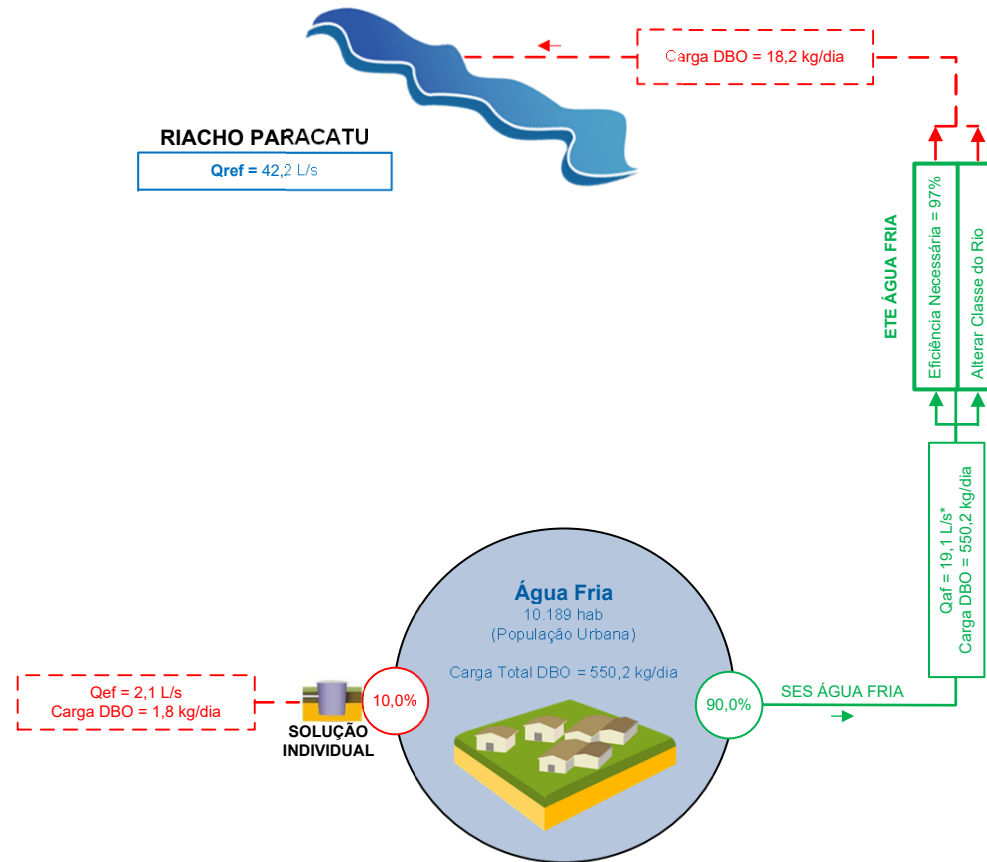 Carga DBO = 18,2 kg/dia
RIACHO PARACATU
Qref = 42,2 L/s
ETE ÁGUA FRIA
Eficiência Necessária = 97%
Alterar Classe do Rio
Qaf = 19,1 L/s*
Carga DBO = 550,2 kg/dia
Água Fria
10.189 hab
(População Urbana)
Carga Total DBO = 550,2 kg/dia
Qef = 2,1 L/s
Carga DBO = 1,8 kg/dia
SOLUÇÃO
INDIVIDUAL
10,0%
90,0%
SES ÁGUA FRIA